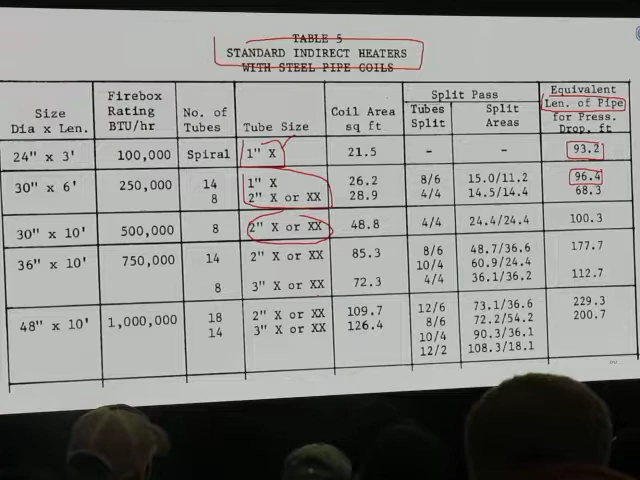 TABLE 5
STANDARD INDIRECT HEATERS
WITH STEEL PIPE COILS
Size Dia x Len. | Firebox Rating BTU/hr | No. of Tubes | Tube Size | Coil Area sq ft | Split Pass Tubes Split | Split Pass Split Areas | Equivalent Len. of Pipe for Press. Drop, ft
24" x 3' | 100,000 | Spiral | 1" X | 21.5 | - | - | 93.2
30" x 6' | 250,000 | 14 | 1" X | 26.2 | 8/6 | 15.0/11.2 | 96.4
8 | 2" X or XX | 28.9 | 4/4 | 14.5/14.4 | 68.3
30" x 10' | 500,000 | 8 | 2" X or XX | 48.8 | 4/4 | 24.4/24.4 | 100.3
36" x 10' | 750,000 | 14 | 2" X or XX | 85.3 | 8/6 | 48.7/36.6 | 177.7
10/4 | 60.9/24.4
8 | 3" X or XX | 72.3 | 4/4 | 36.1/36.2 | 112.7
48" x 10' | 1,000,000 | 18 | 2" X or XX | 109.7 | 12/6 | 73.1/36.6 | 229.3
14 | 3" X or XX | 126.4 | 8/6 | 72.2/54.2 | 200.7
10/4 | 90.3/36.1
12/2 | 108.3/18.1